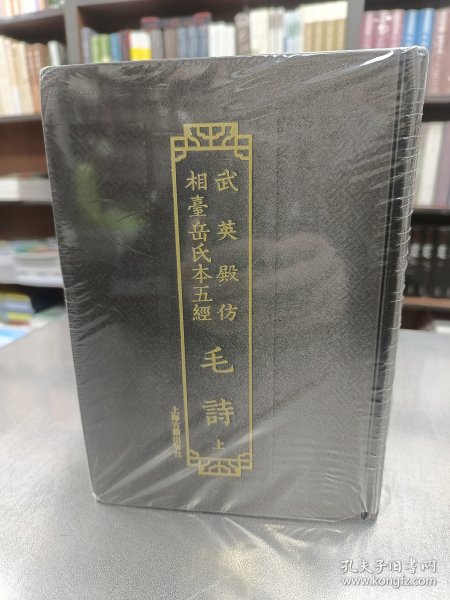 武英殿仿
相臺岳氏本五經
毛詩
上
上海古籍出版社
孔夫子旧书网
www.kongfz.com